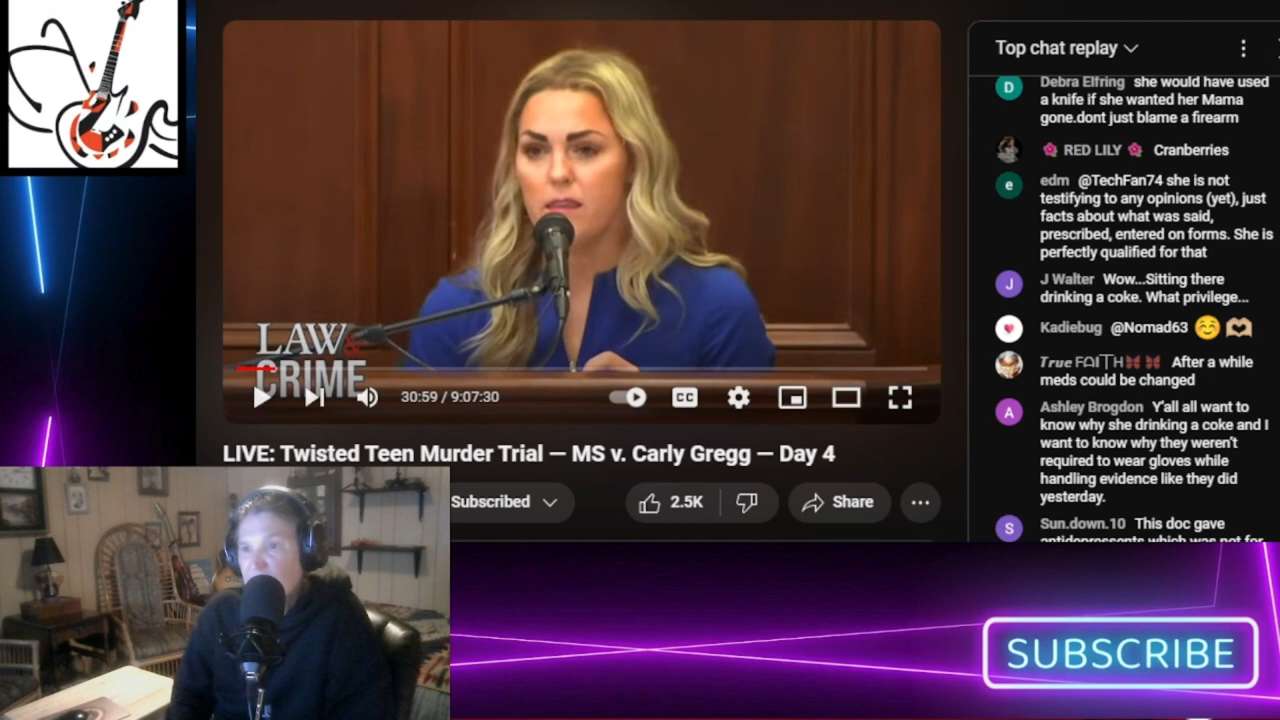 Top chat replay
Debra Elfring she would have used
a knife if she wanted her Mama
gone.dont just blame a firearm
RED LILY Cranberries
edm @TechFan74 she is not
testifying to any opinions (yet), just
facts about what was said,
prescribed, entered on forms. She is
perfectly qualified for that
J Walter Wow...Sitting there
drinking a coke. What privilege...
Kadiebug @Nomad63
True FAITH After a while
meds could be changed
Ashley Brogdon Y'all all want to
know why she drinking a coke and I
want to know why they weren't
required to wear gloves while
handling evidence like they did
yesterday.
Sun.down.10 This doc gave
antidepressents which was not for
LAW&
CRIME
30:59 / 9:07:30
CC
LIVE: Twisted Teen Murder Trial — MS v. Carly Gregg — Day 4
Subscribed
2.5K
Share
SUBSCRIBE